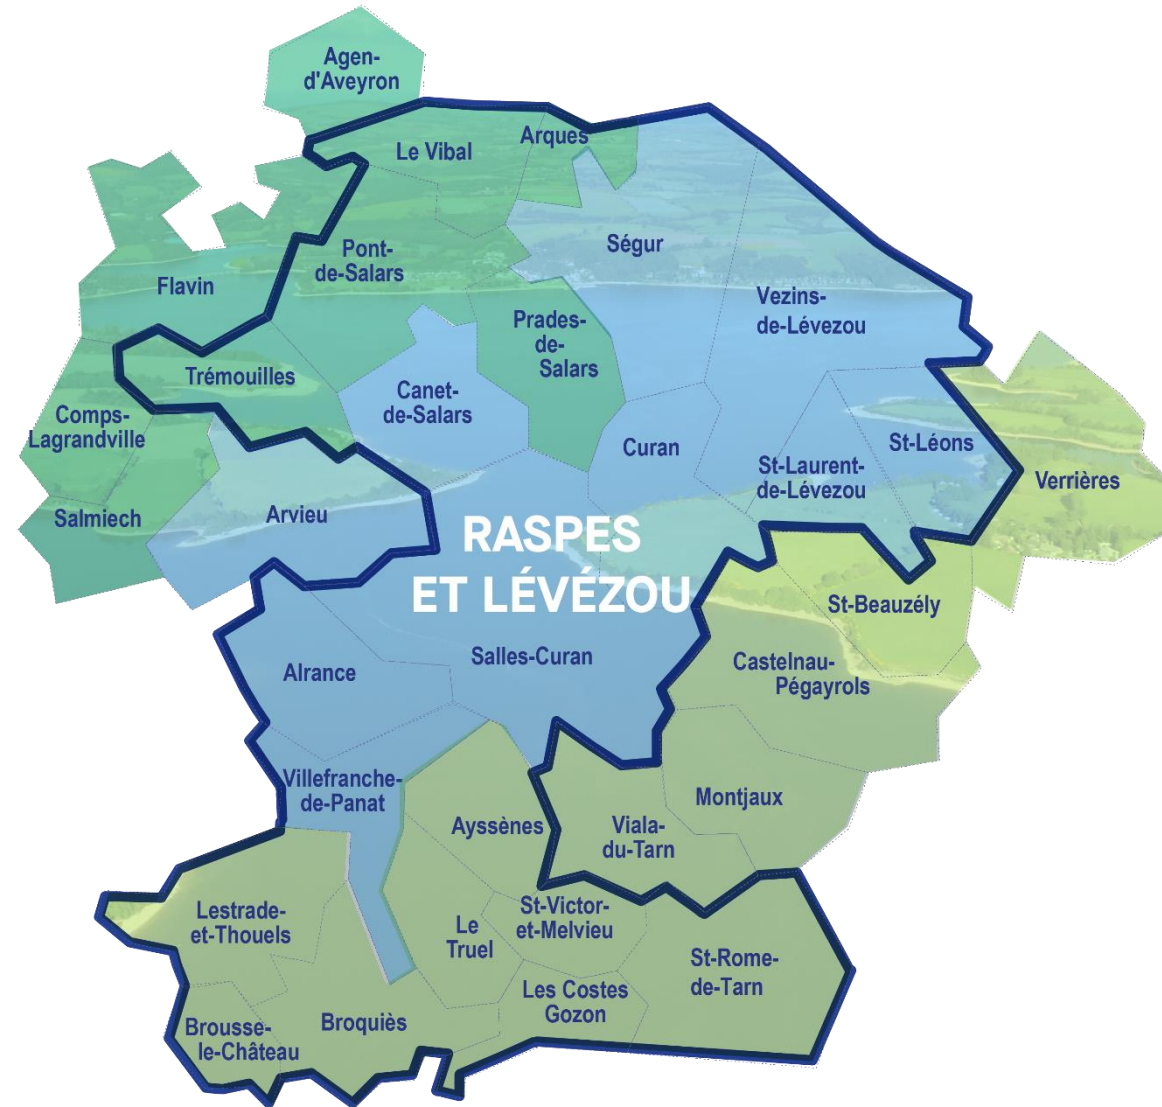 Agen-
d'Aveyron
Arques
Le Vibal
Ségur
Pont-
de-Salars
Flavin
Vezins-
de-Lévezou
Prades-
de-
Salars
Trémouilles
Canet-
de-Salars
Comps-
Lagrandville
Curan
St-Léons
St-Laurent-
de-Lévezou
Verrières
Salmiech
Arvieu
RASPES
ET LÉVÉZOU
St-Beauzély
Salles-Curan
Castelnau-
Pégayrols
Alrance
Villefranche-
de-Panat
Montjaux
Ayssènes
Viala-
du-Tarn
Lestrade-
et-Thouels
St-Victor-
et-Melvieu
Le
Truel
St-Rome-
de-Tarn
Les Costes
Gozon
Brousse-
le-Château
Broquiès